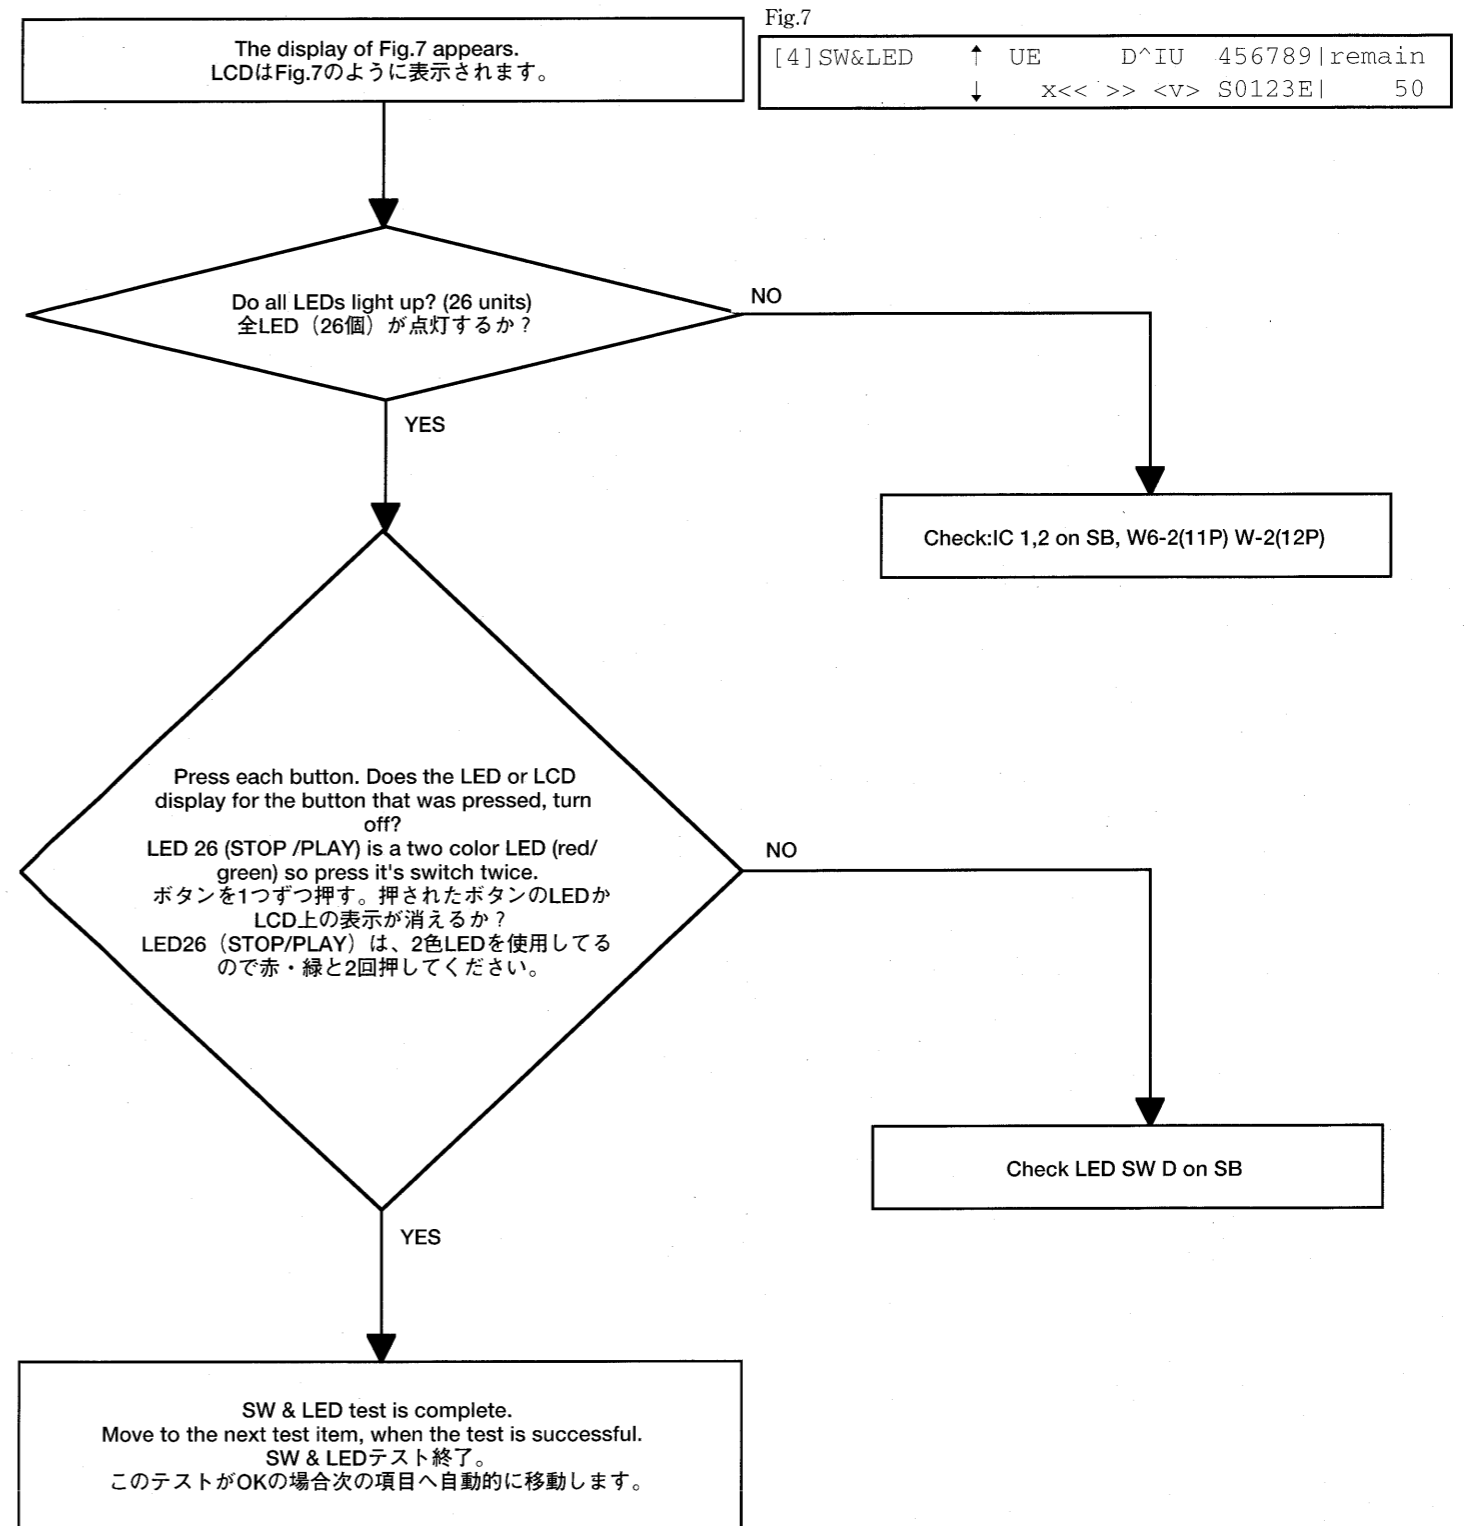 The display of Fig.7 appears.
LCDはFig.7のように表示されます。
Fig.7
[4]SW&LED ↑ UE D^IU 456789|remain
↓ x<< >> <v> S0123E| 50
Do all LEDs light up? (26 units)
全LED（26個）が点灯するか？
NO
YES
Check:IC 1,2 on SB, W6-2(11P) W-2(12P)
Press each button. Does the LED or LCD
display for the button that was pressed, turn
off?
LED 26 (STOP /PLAY) is a two color LED (red/
green) so press it's switch twice.
ボタンを1つずつ押す。押されたボタンのLEDか
LCD上の表示が消えるか？
LED26（STOP/PLAY）は、2色LEDを使用してる
ので赤・緑と2回押してください。
NO
Check LED SW D on SB
YES
SW & LED test is complete.
Move to the next test item, when the test is successful.
SW & LEDテスト終了。
このテストがOKの場合次の項目へ自動的に移動します。